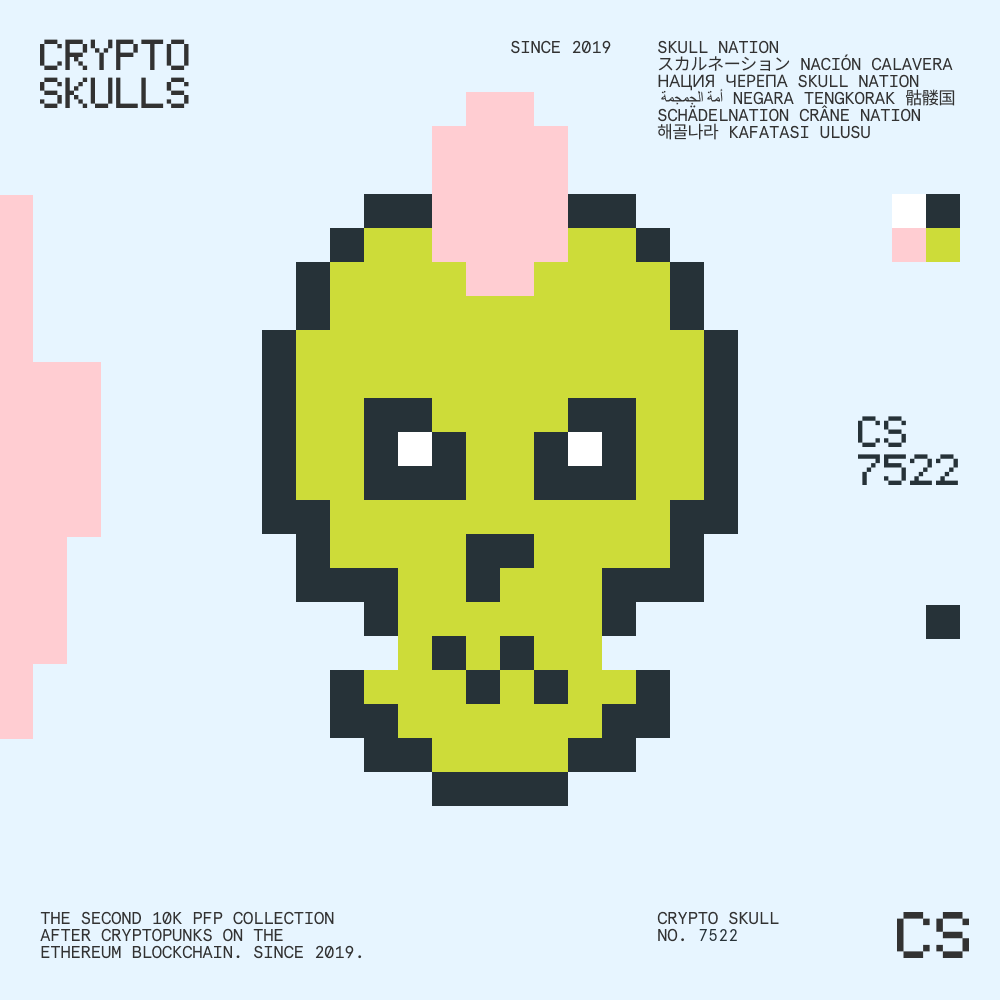 CRYPTO
SKULLS
SINCE 2019
SKULL NATION
スカルネーション NACIÓN CALAVERA
НАЦИЯ ЧЕРЕПА SKULL NATION
أمة الجمجمة NEGARA TENGKORAK 骷髅国
SCHÄDELNATION CRÂNE NATION
해골나라 KAFATASI ULUSU
CS
7522
THE SECOND 10K PFP COLLECTION
AFTER CRYPTOPUNKS ON THE
ETHEREUM BLOCKCHAIN. SINCE 2019.
CRYPTO SKULL
NO. 7522
CS